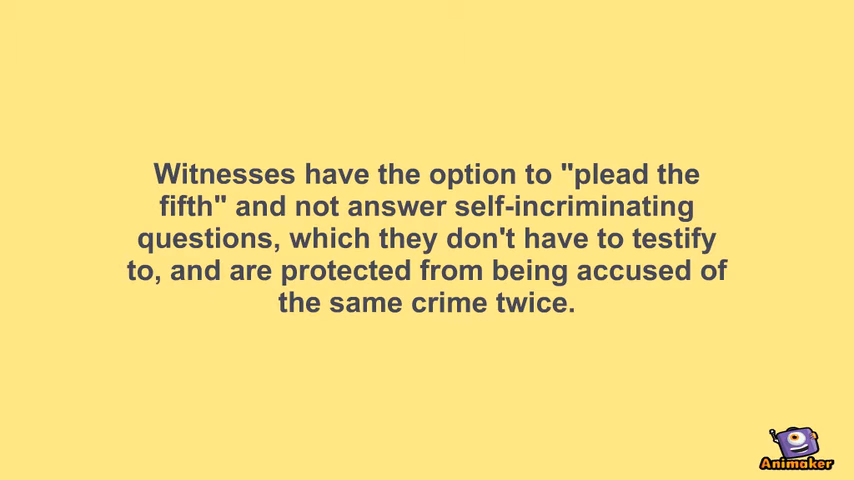 Witnesses have the option to "plead the
fifth" and not answer self-incriminating
questions, which they don't have to testify
to, and are protected from being accused of
the same crime twice.
Animaker